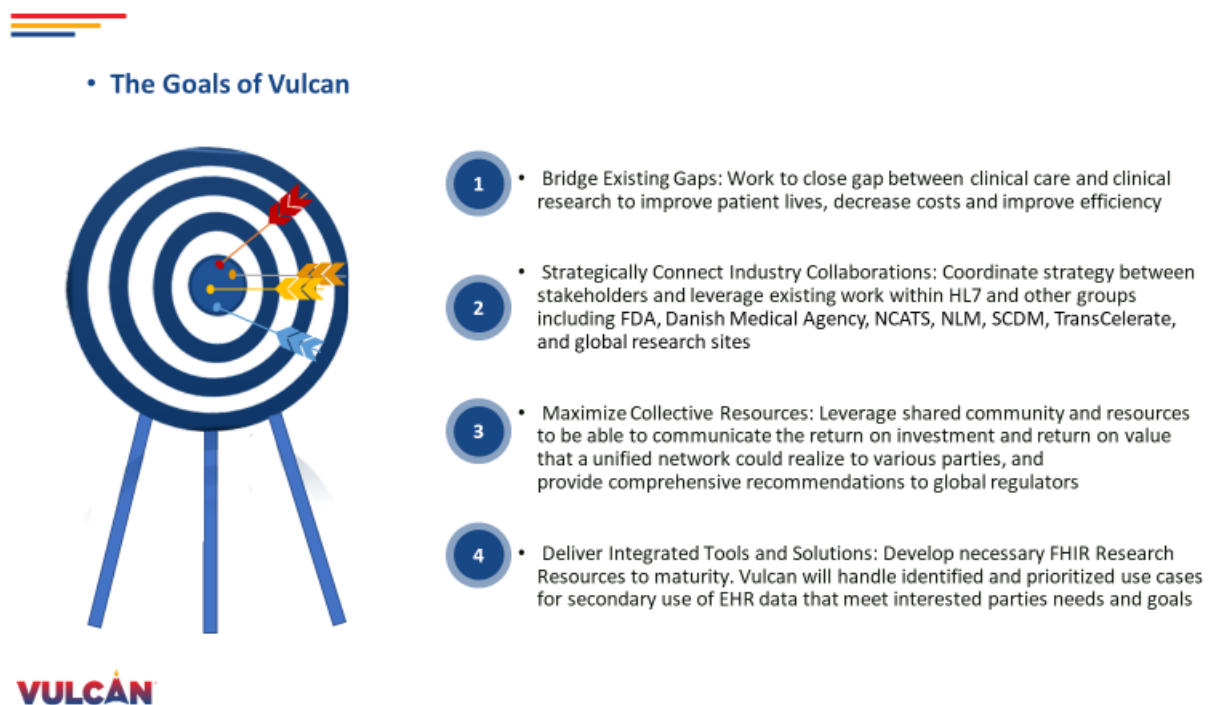 • The Goals of Vulcan
1
• Bridge Existing Gaps: Work to close gap between clinical care and clinical
research to improve patient lives, decrease costs and improve efficiency
2
• Strategically Connect Industry Collaborations: Coordinate strategy between
stakeholders and leverage existing work within HL7 and other groups
including FDA, Danish Medical Agency, NCATS, NLM, SCDM, TransCelerate,
and global research sites
3
• Maximize Collective Resources: Leverage shared community and resources
to be able to communicate the return on investment and return on value
that a unified network could realize to various parties, and
provide comprehensive recommendations to global regulators
4
• Deliver Integrated Tools and Solutions: Develop necessary FHIR Research
Resources to maturity. Vulcan will handle identified and prioritized use cases
for secondary use of EHR data that meet interested parties needs and goals
VULCAN